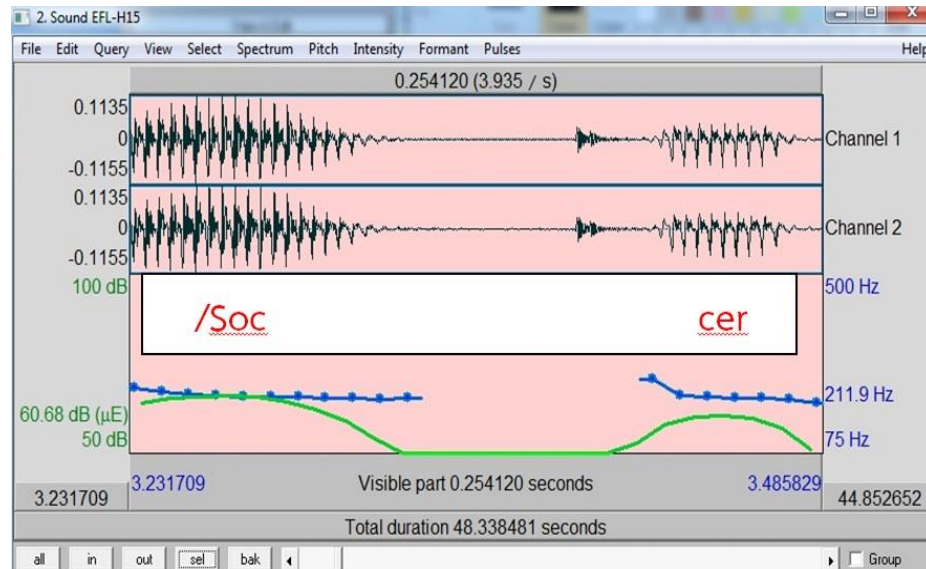 2. Sound EFL-H15
File Edit Query View Select Spectrum Pitch Intensity Formant Pulses Help
0.254120 (3.935 / s)
0.1135
0
-0.1155
Channel 1
0.1135
0
-0.1155
Channel 2
100 dB
500 Hz
/Soc cer
211.9 Hz
60.68 dB (µE)
50 dB
75 Hz
3.231709 Visible part 0.254120 seconds 3.485829
3.231709 44.852652
Total duration 48.338481 seconds
all in out sel bak Group